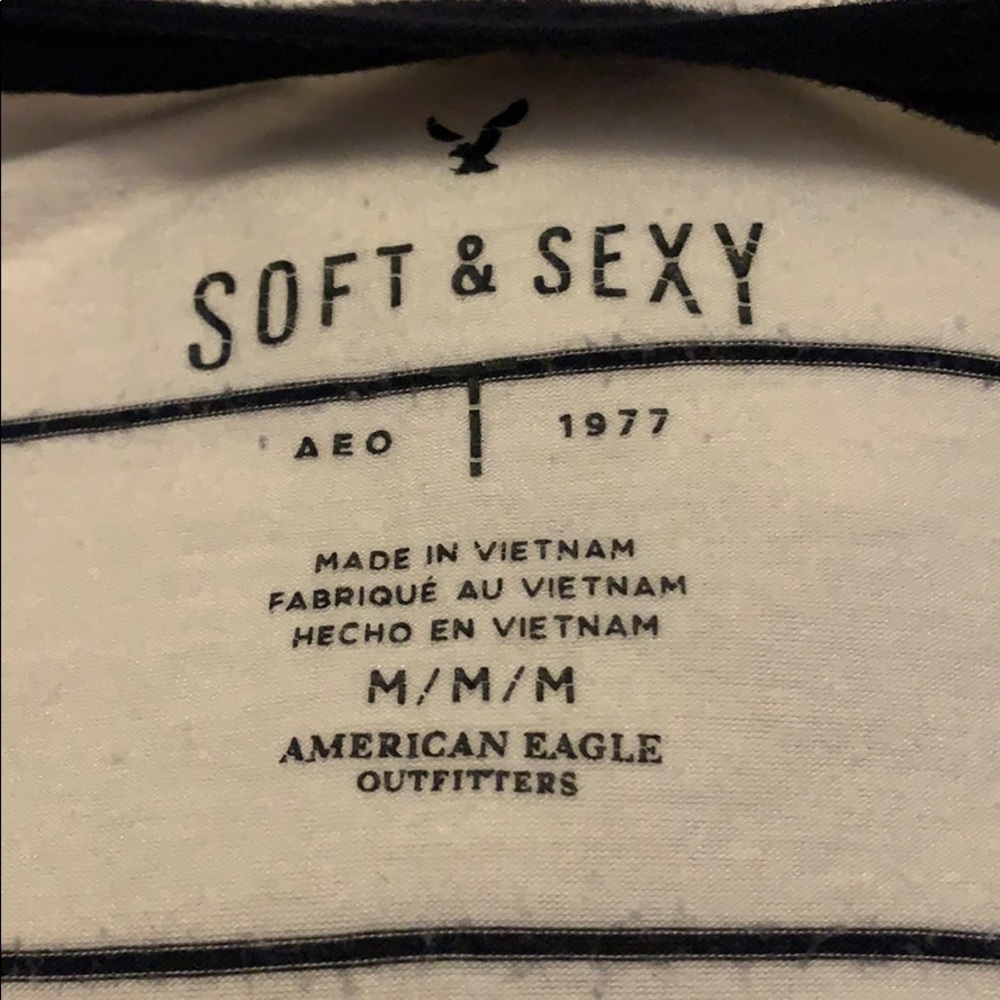 SOFT & SEXY
AEO 1977
MADE IN VIETNAM
FABRIQUÉ AU VIETNAM
HECHO EN VIETNAM
M/M/M
AMERICAN EAGLE
OUTFITTERS